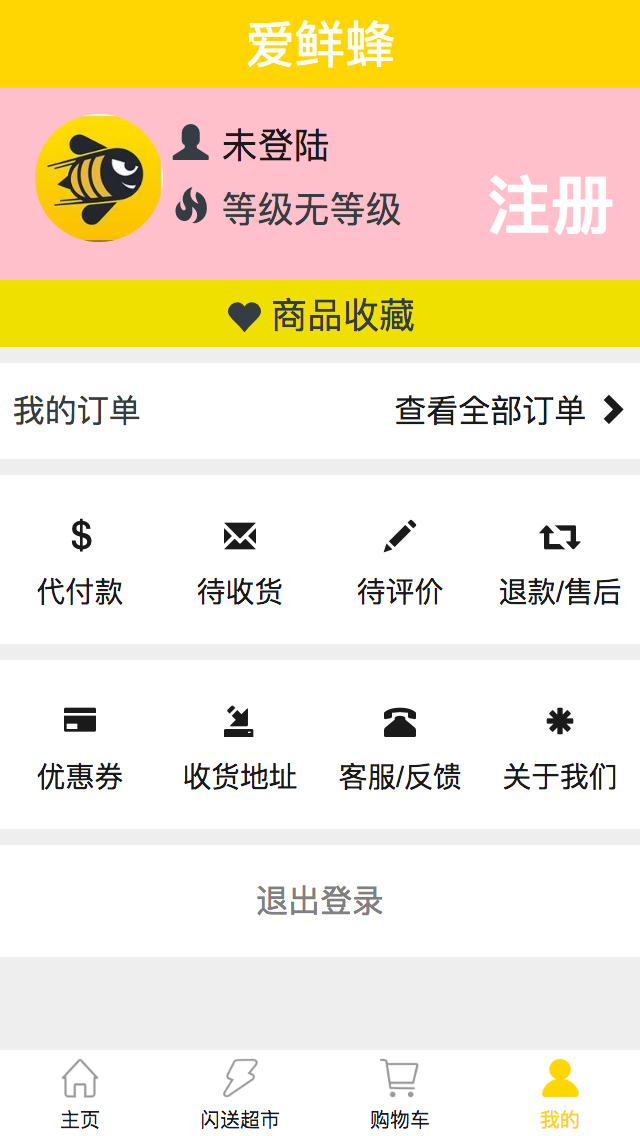 爱鲜蜂
未登陆
等级无等级
注册
商品收藏
我的订单 查看全部订单
代付款 待收货 待评价 退款/售后
优惠券 收货地址 客服/反馈 关于我们
退出登录
主页 闪送超市 购物车 我的